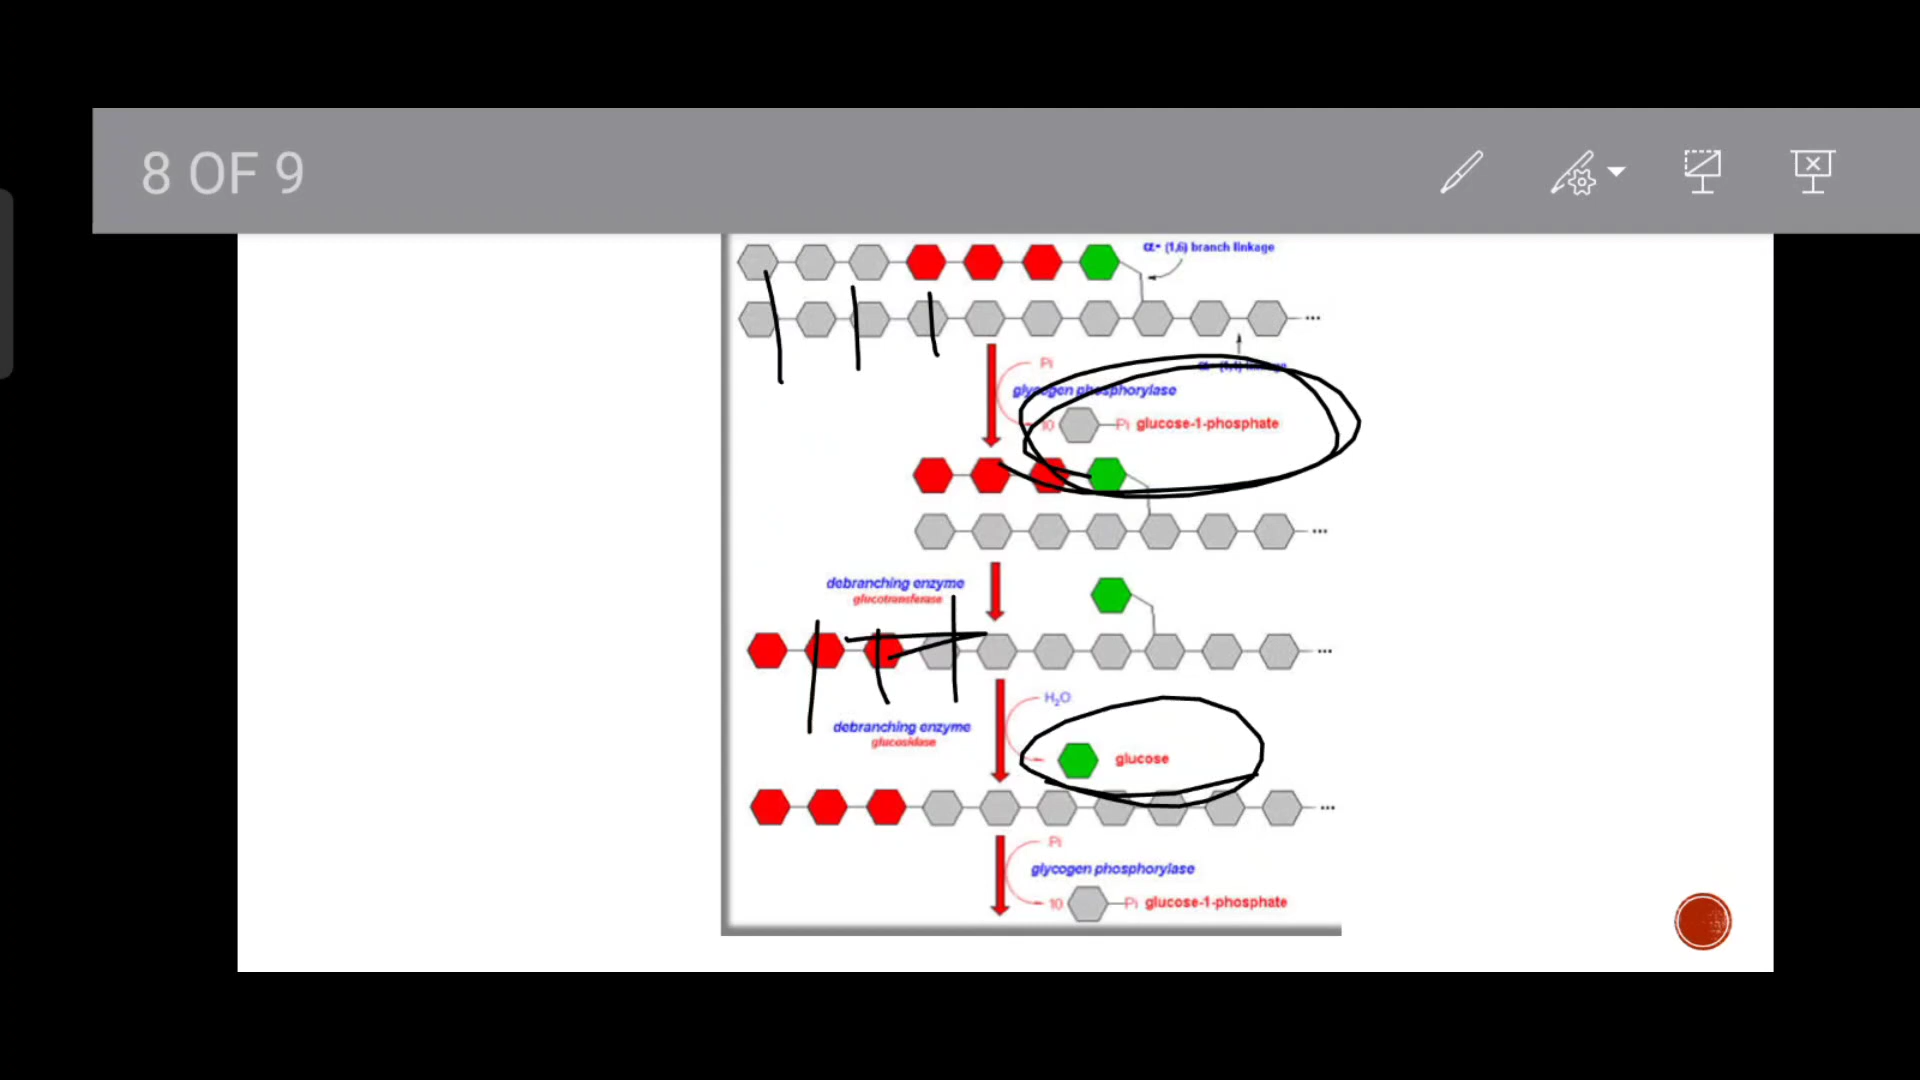 8 OF 9
α- (1,6) branch linkage
Pi
glycogen phosphorylase
10 Pi glucose-1-phosphate
debranching enzyme
glucotransferase
H₂O
debranching enzyme
glucosidase
glucose
Pi
glycogen phosphorylase
10 Pi glucose-1-phosphate